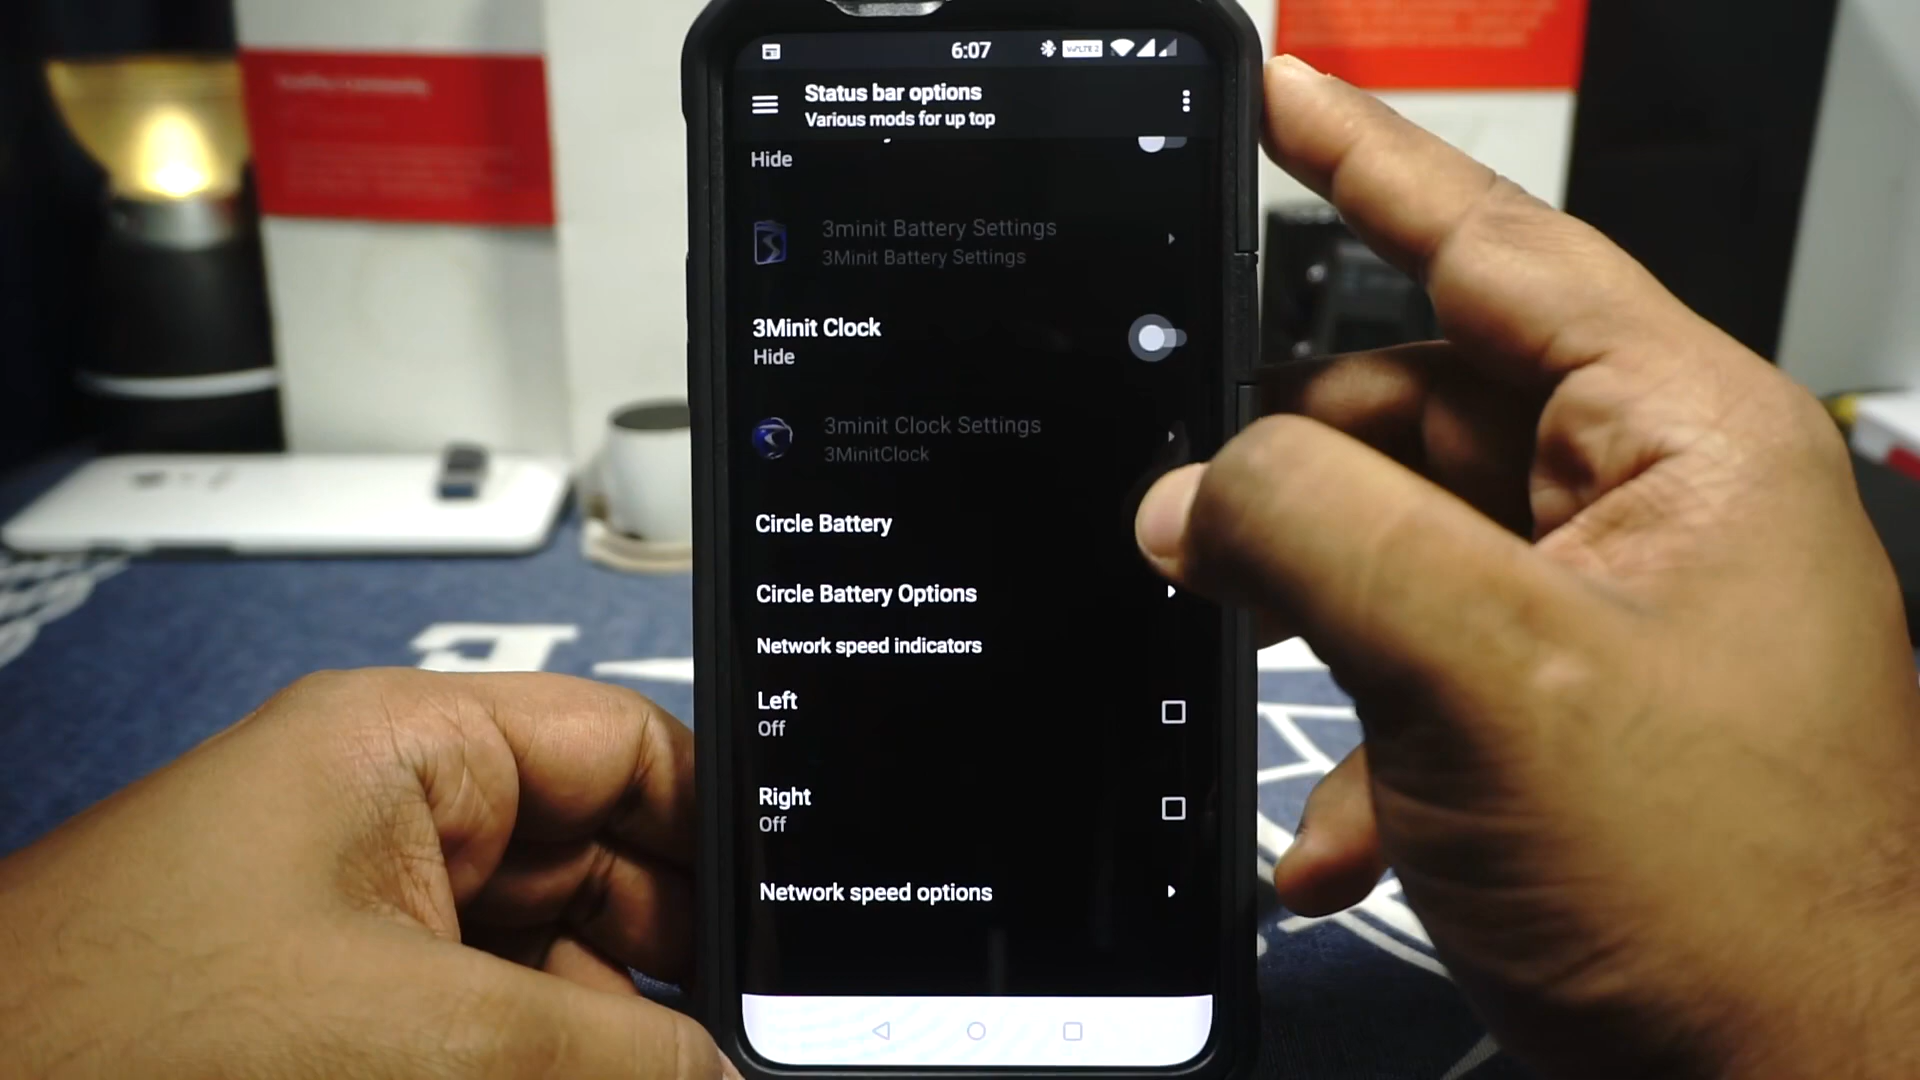 6:07
VoLTE 2
Status bar options
Various mods for up top
Hide
3minit Battery Settings
3Minit Battery Settings
3Minit Clock
Hide
3minit Clock Settings
3MinitClock
Circle Battery
Circle Battery Options
Network speed indicators
Left
Off
Right
Off
Network speed options